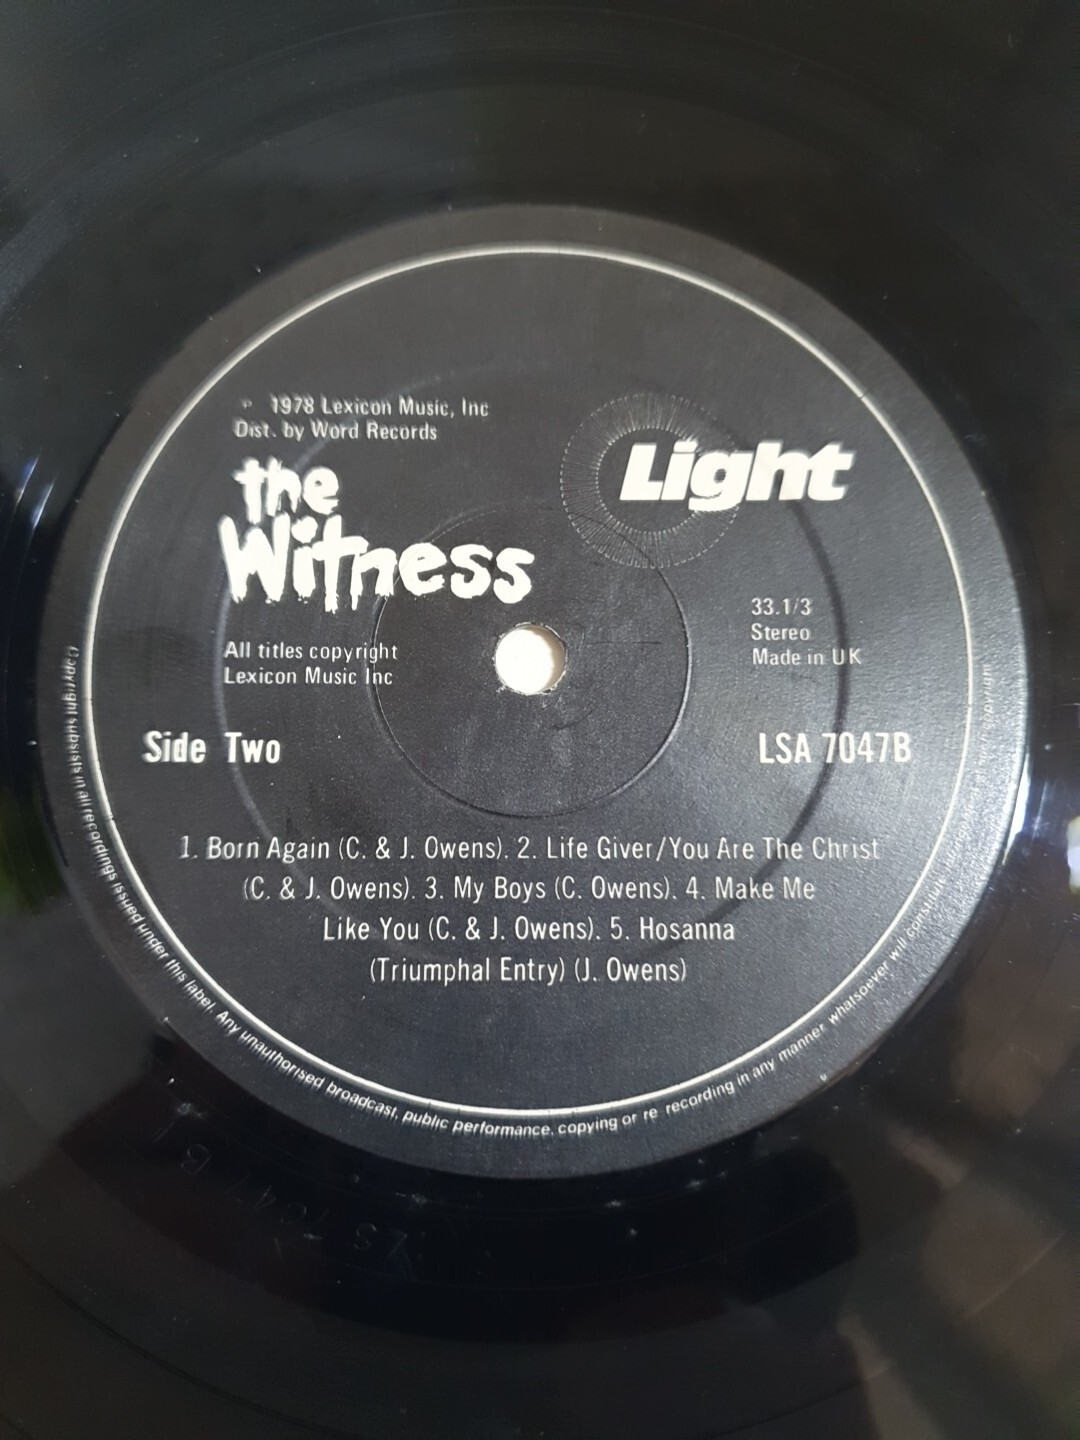 ℗ 1978 Lexicon Music, Inc
Dist. by Word Records
the
Witness
Light
33.1/3
Stereo
Made in UK
All titles copyright
Lexicon Music Inc
Side Two
LSA 7047B
1. Born Again (C. & J. Owens). 2. Life Giver/You Are The Christ
(C. & J. Owens). 3. My Boys (C. Owens). 4. Make Me
Like You (C. & J. Owens). 5. Hosanna
(Triumphal Entry) (J. Owens)
Copyright subsists in all recordings issued under this label. Any unauthorised broadcast, public performance, copying or re recording in any manner whatsoever will constitute copyright